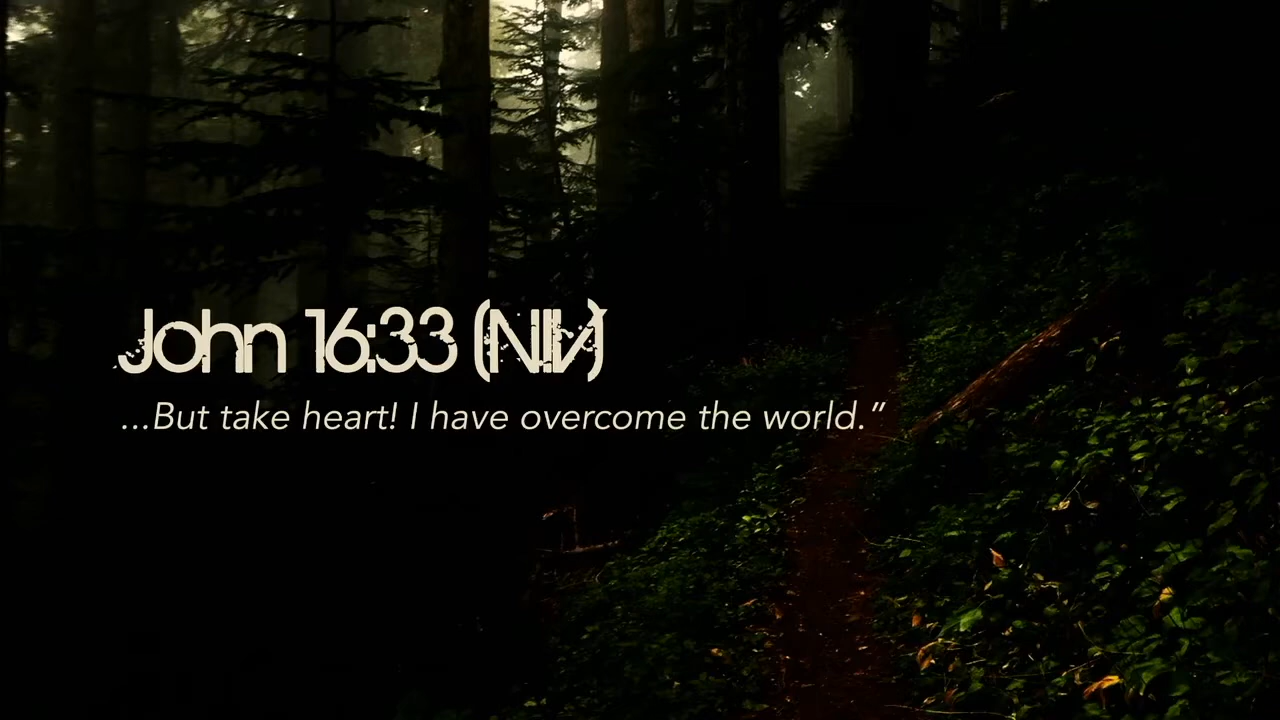 John 16:33 (NIV)
...But take heart! I have overcome the world.”